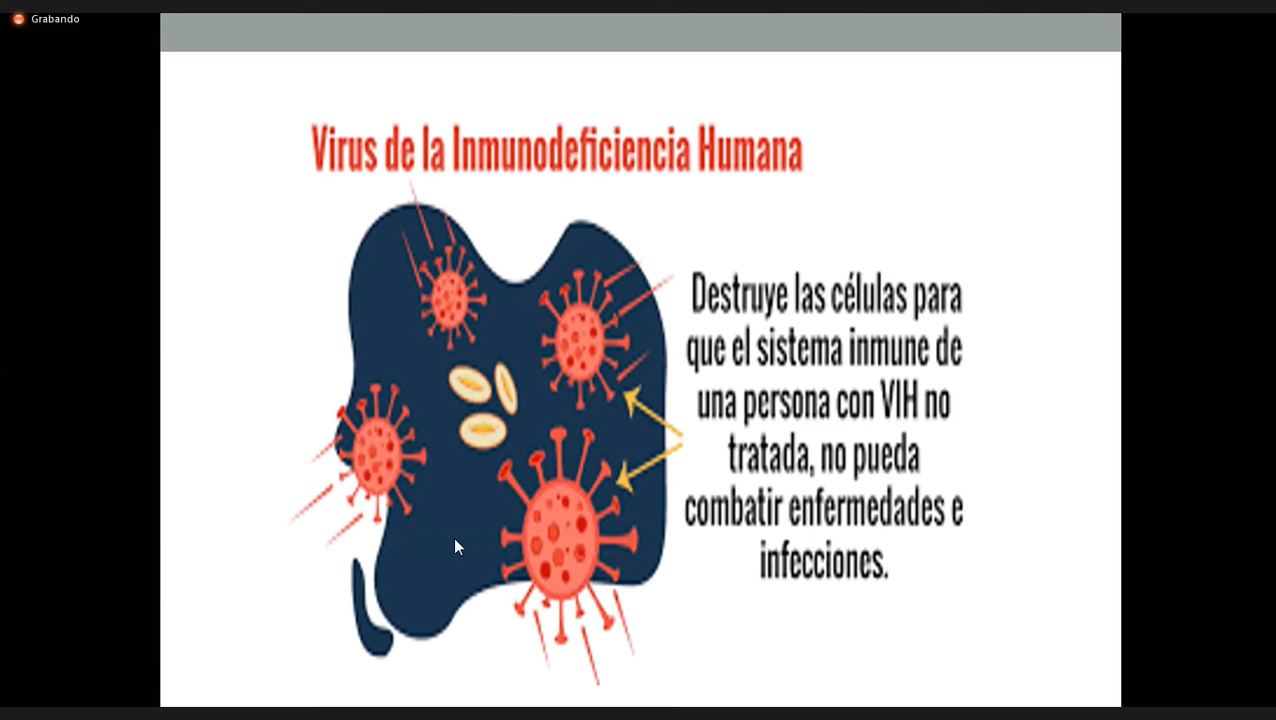 Grabando
Virus de la Inmunodeficiencia Humana
Destruye las células para
que el sistema inmune de
una persona con VIH no
tratada, no pueda
combatir enfermedades e
infecciones.